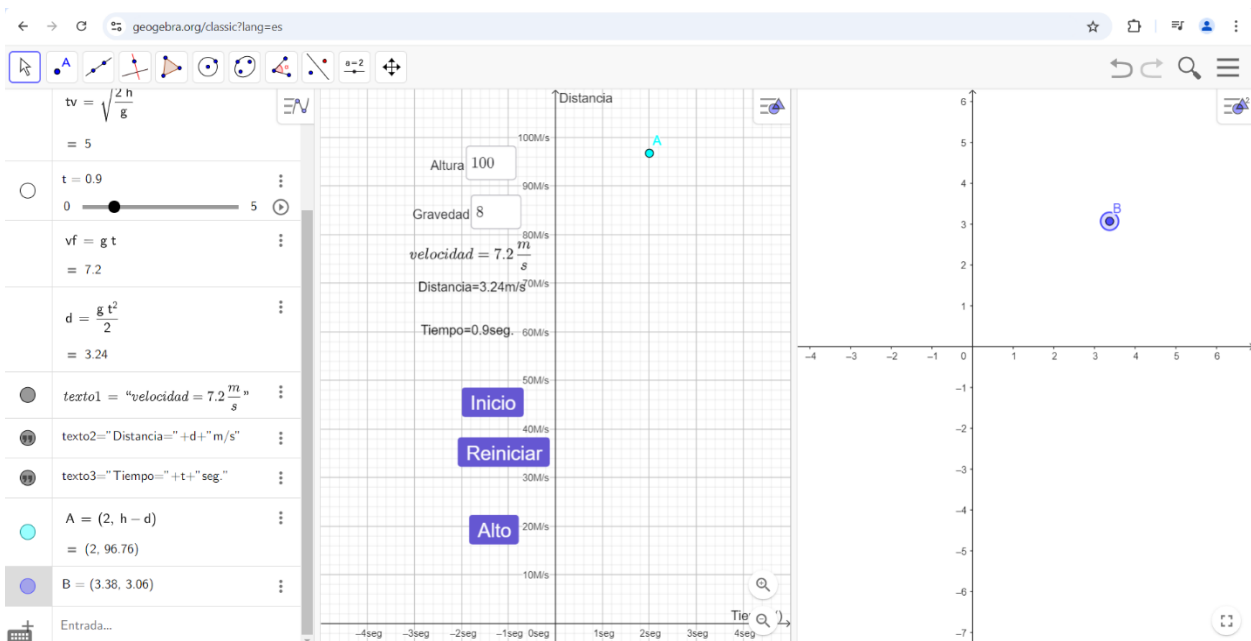 geogebra.org/classic?lang=es
A
a=2
tv = √(2 h / g)
= 5
t = 0.9
0
5
vf = g t
= 7.2
d = g t² / 2
= 3.24
texto1 = “velocidad = 7.2 m/s”
texto2="Distancia="+d+"m/s"
texto3="Tiempo="+t+"seg."
A = (2, h − d)
= (2, 96.76)
B = (3.38, 3.06)
Entrada...
Distancia
100M/s
A
Altura 100
90M/s
Gravedad 8
80M/s
velocidad = 7.2 m/s
Distancia=3.24m/s
70M/s
Tiempo=0.9seg.
60M/s
50M/s
Inicio
40M/s
Reiniciar
30M/s
Alto
20M/s
10M/s
−4seg −3seg −2seg −1seg 0seg 1seg 2seg 3seg 4seg
2
6
5
4
B
3
2
1
−4 −3 −2 −1 0 1 2 3 4 5 6
−1
−2
−3
−4
−5
−6
−7